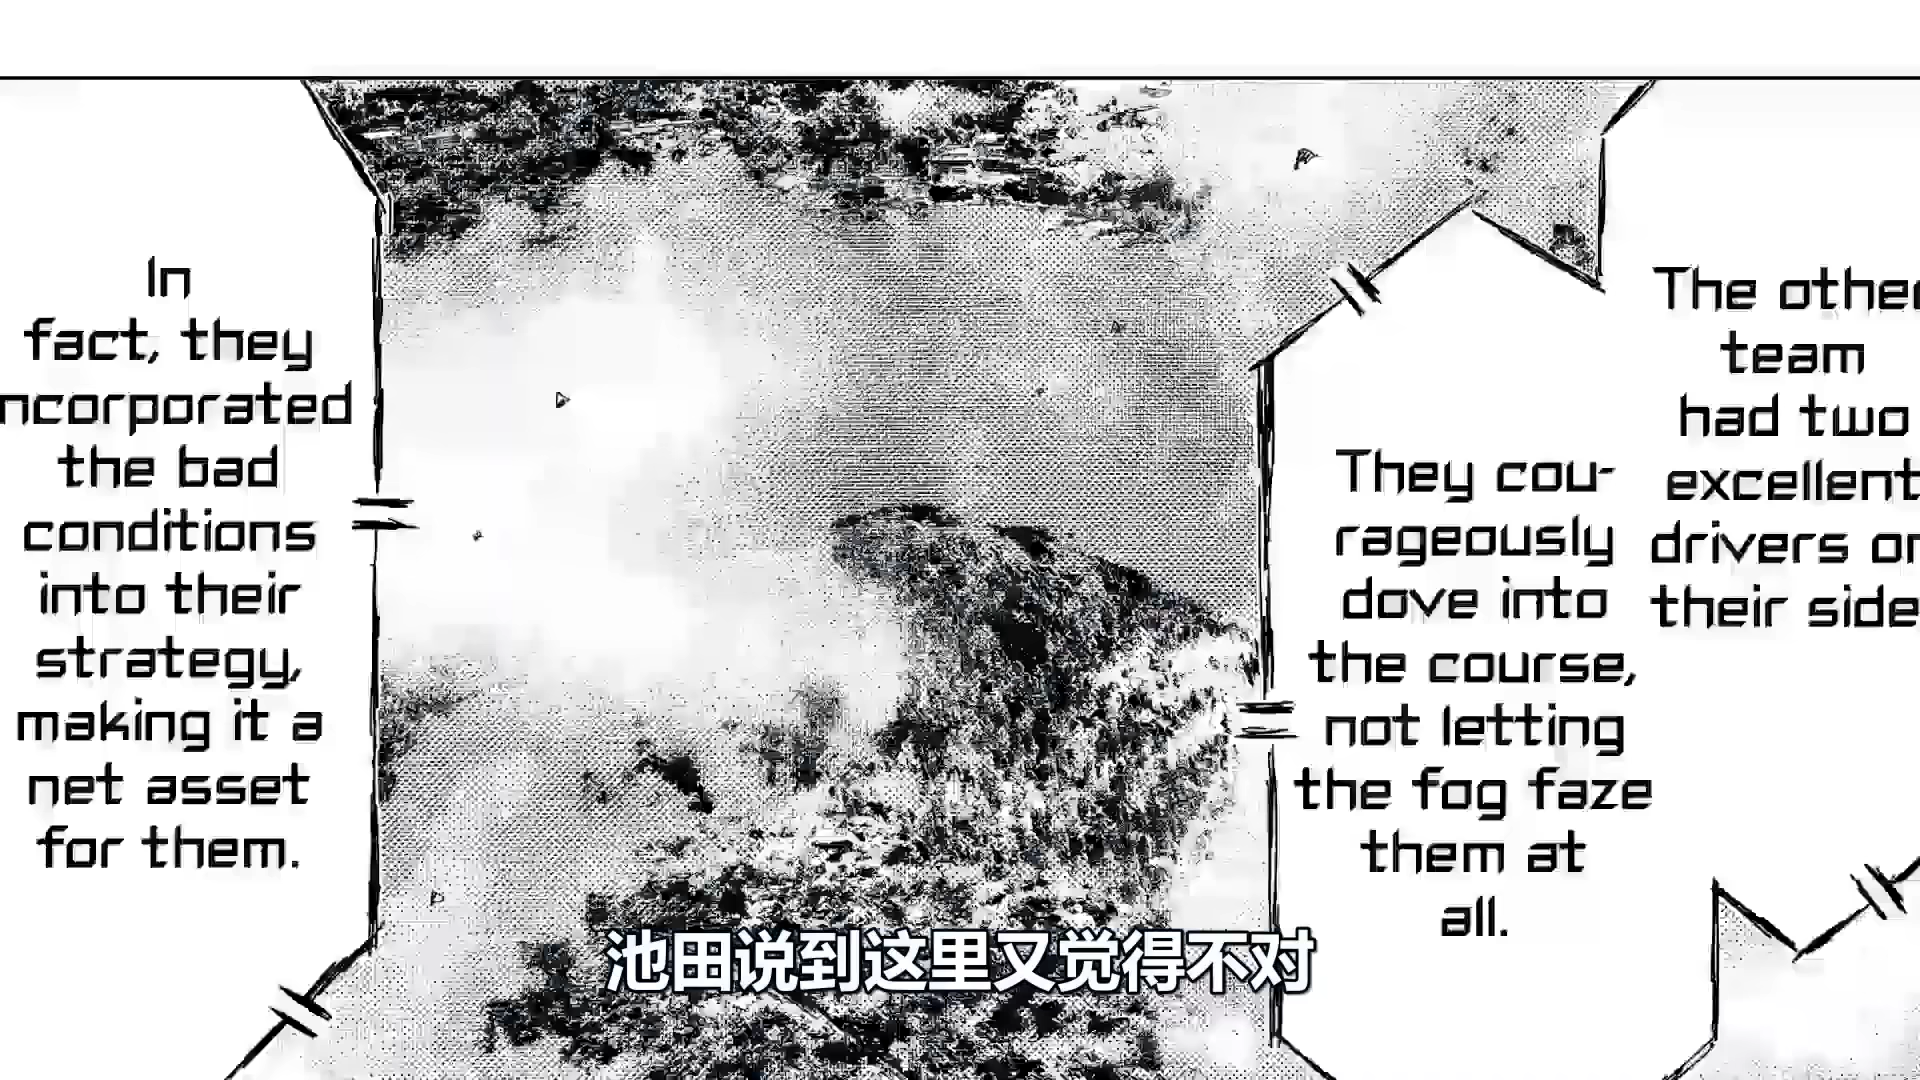 The other
team
had two
excellent
drivers on
their side
They cou-
rageously
dove into
the course,
not letting
the fog faze
them at
all.
In
fact, they
ncorporated
the bad
conditions
into their
strategy,
making it a
net asset
for them.
池田说到这里又觉得不对